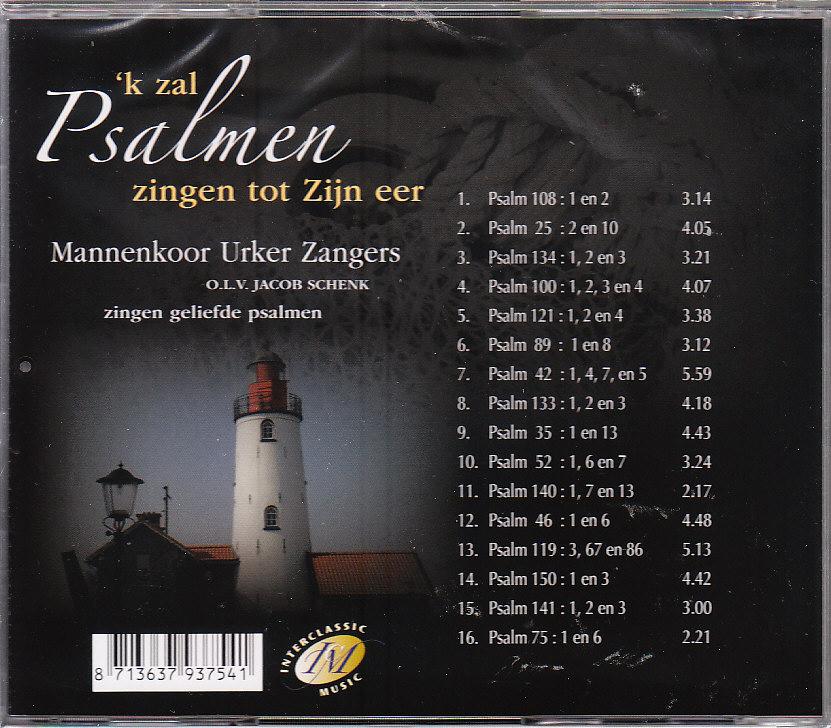 'k zal
Psalmen
zingen tot Zijn eer
Mannenkoor Urker Zangers
O.L.V. JACOB SCHENK
zingen geliefde psalmen
1. Psalm 108 : 1 en 2 3.14
2. Psalm 25 : 2 en 10 4.05
3. Psalm 134 : 1, 2 en 3 3.21
4. Psalm 100 : 1, 2, 3 en 4 4.07
5. Psalm 121 : 1, 2 en 4 3.38
6. Psalm 89 : 1 en 8 3.12
7. Psalm 42 : 1, 4, 7, en 5 5.59
8. Psalm 133 : 1, 2 en 3 4.18
9. Psalm 35 : 1 en 13 4.43
10. Psalm 52 : 1, 6 en 7 3.24
11. Psalm 140 : 1, 7 en 13 2.17
12. Psalm 46 : 1 en 6 4.48
13. Psalm 119 : 3, 67 en 86 5.13
14. Psalm 150 : 1 en 3 4.42
15. Psalm 141 : 1, 2 en 3 3.00
16. Psalm 75 : 1 en 6 2.21
8 713637 937541
INTERCLASSIC
IM
MUSIC